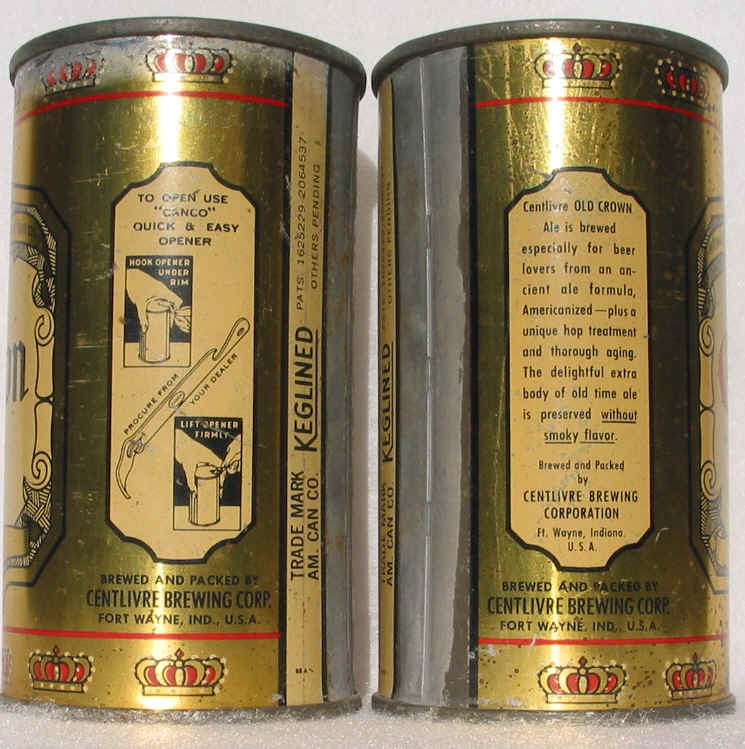 TO OPEN USE
"CANCO"
QUICK & EASY
OPENER
HOOK OPENER
UNDER
RIM
PROCURE FROM
YOUR DEALER
LIFT OPENER
FIRMLY
BREWED AND PACKED BY
CENTLIVRE BREWING CORP.
FORT WAYNE, IND., U.S.A.
TRADE MARK KEGLINED PATS. 1625229-2064537
AM. CAN CO. OTHERS PENDING
KEGLINED
AM. CAN CO. OTHERS PENDING
Centlivre OLD CROWN
Ale is brewed
especially for beer
lovers from an an-
cient ale formula,
Americanized—plus a
unique hop treatment
and thorough aging.
The delightful extra
body of old time ale
is preserved without
smoky flavor.
Brewed and Packed
by
CENTLIVRE BREWING
CORPORATION
Ft. Wayne, Indiana.
U.S.A.
BREWED AND PACKED BY
CENTLIVRE BREWING CORP.
FORT WAYNE, IND., U.S.A.